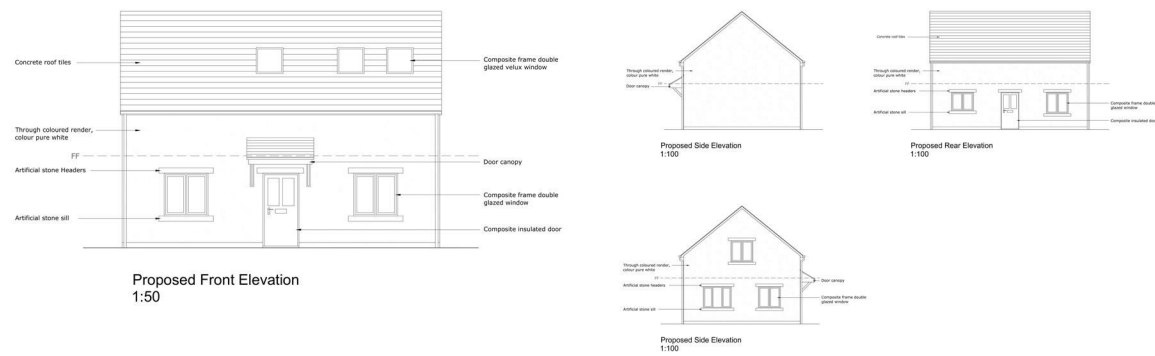 Concrete roof tiles
Composite frame double
glazed velux window
Through coloured render,
colour pure white
FF
Artificial stone Headers
Door canopy
Composite frame double
glazed window
Artificial stone sill
Composite insulated door
Proposed Front Elevation
1:50
Through coloured render,
colour pure white
FF
Door canopy
Proposed Side Elevation
1:100
Concrete roof tiles
Through coloured render,
colour pure white
FF
Artificial stone headers
Composite frame double
glazed window
Artificial stone sill
Composite insulated doo
Proposed Rear Elevation
1:100
Through coloured render,
colour pure white
FF
Door canopy
Artificial stone headers
Composite frame double
glazed window
Artificial stone sill
Proposed Side Elevation
1:100